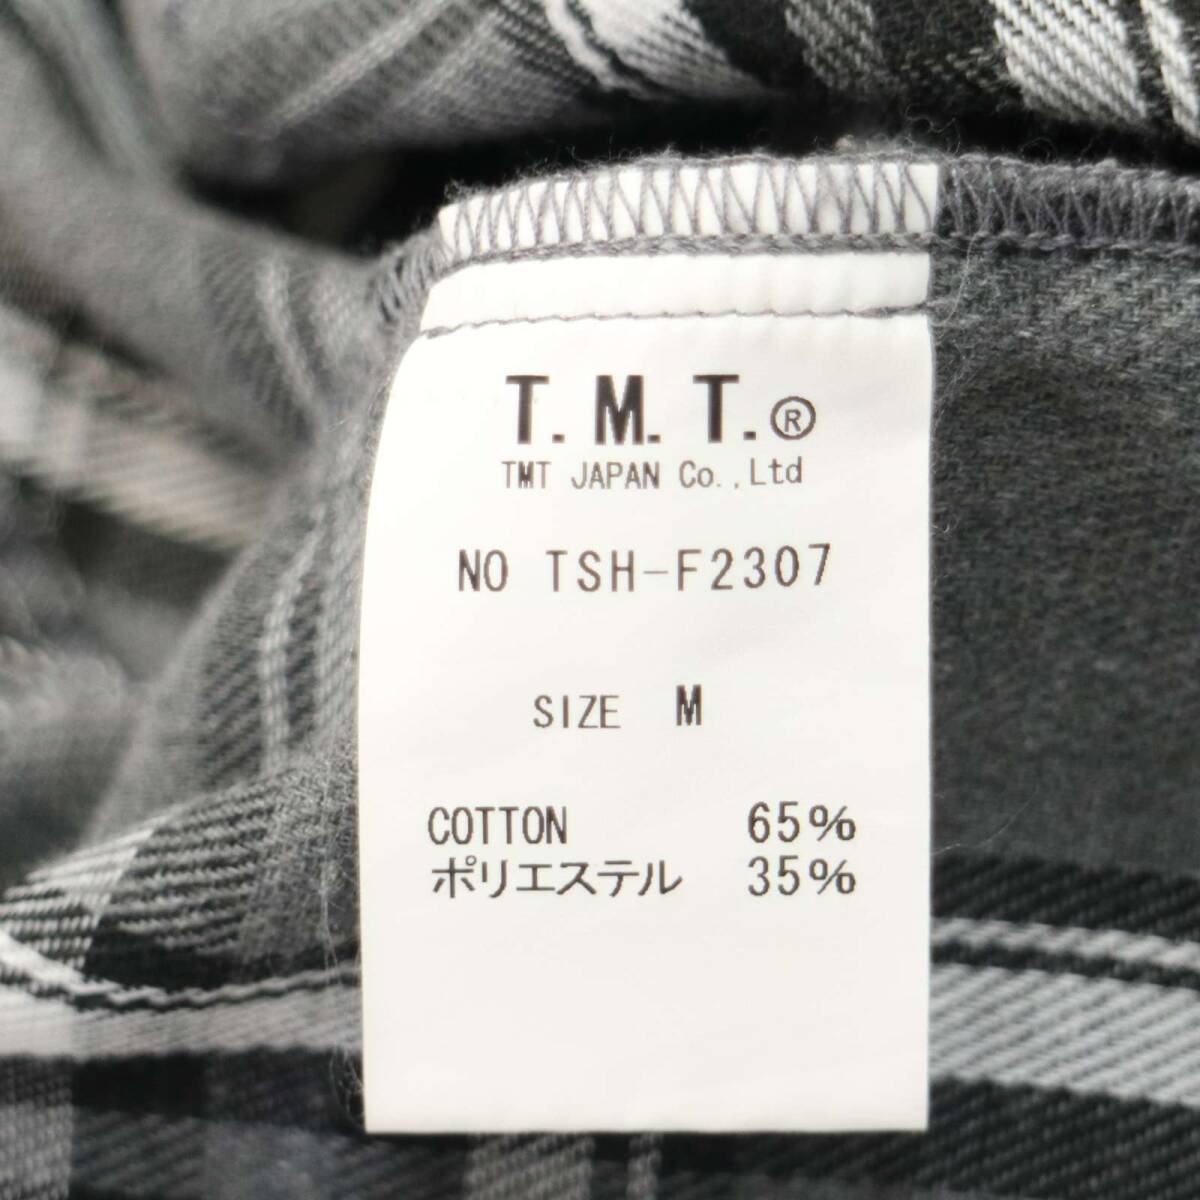 T.M.T.®
TMT JAPAN Co.,Ltd
NO TSH-F2307
SIZE M
COTTON 65%
ポリエステル 35%